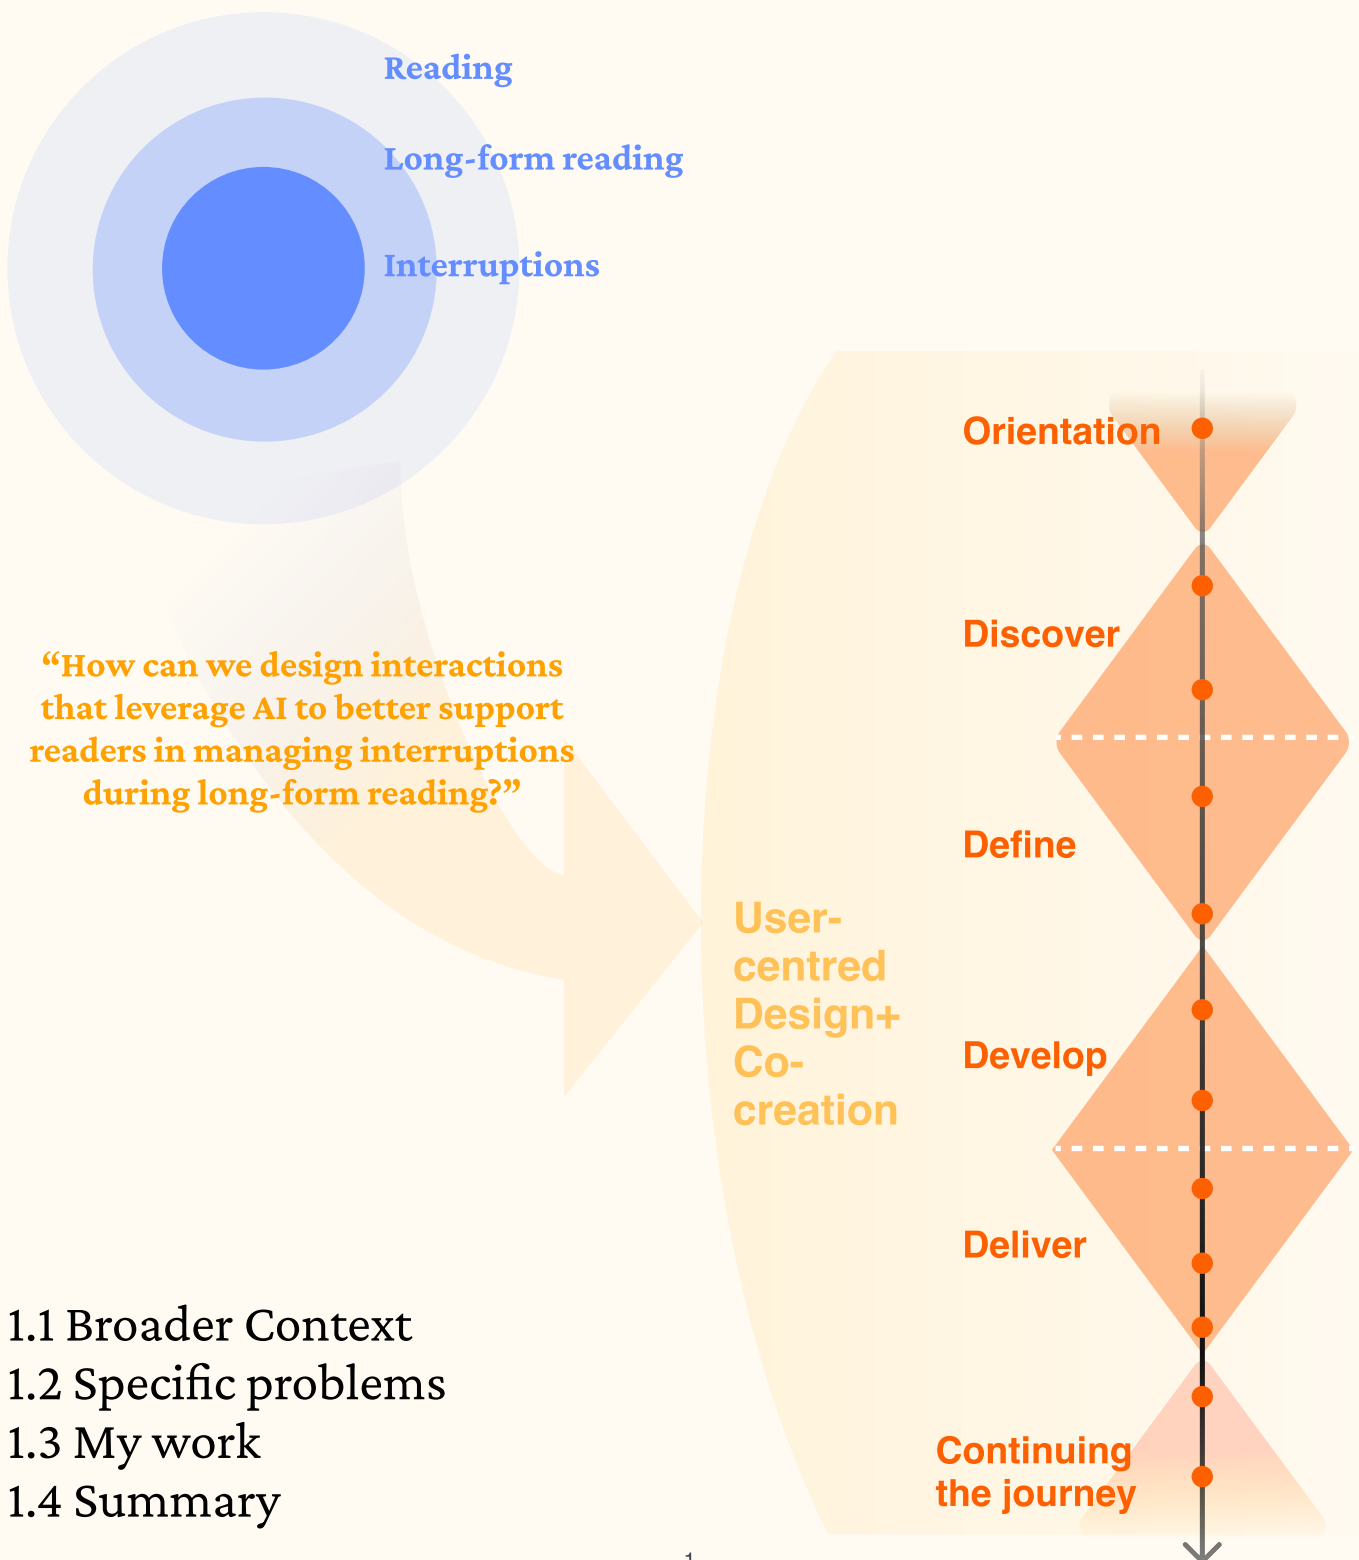 Reading
Long-form reading
Interruptions
“How can we design interactions
that leverage AI to better support
readers in managing interruptions
during long-form reading?”
User-
centred
Design+
Co-
creation
Orientation
Discover
Define
Develop
Deliver
Continuing
the journey
1.1 Broader Context
1.2 Specific problems
1.3 My work
1.4 Summary
1